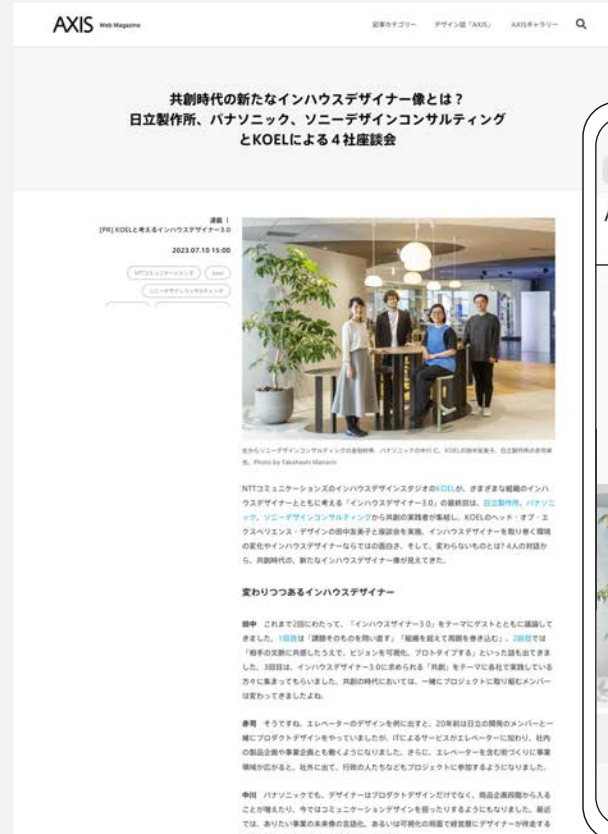 AXIS Web Magazine
記事カテゴリー デザイン誌「AXIS」 AXISギャラリー
共創時代の新たなインハウスデザイナー像とは？
日立製作所、パナソニック、ソニーデザインコンサルティング
とKOELによる４社座談会
連載 ｜
[PR] KOELと考えるインハウスデザイナー3.0
2023.07.10 15:00
NTTコミュニケーションズ koel
ソニーデザインコンサルティング
Photo by Takahashi Manami
NTTコミュニケーションズのインハウスデザインスタジオのKOELが、さまざまな組織のインハ
ウスデザイナーとともに考える「インハウスデザイナー3.0」の最終回は、日立製作所、パナソニ
ック、ソニーデザインコンサルティングから共創の実践者が集結し、KOELのヘッド・オブ・エ
クスペリエンス・デザインの田中友美子と座談会を実施。インハウスデザイナーを取り巻く環境
の変化やインハウスデザイナーならではの面白さ、そして、変わらないものとは? 4人の対話か
ら、共創時代の、新たなインハウスデザイナー像が見えてきた。
変わりつつあるインハウスデザイナー
田中 これまで2回にわたって、「インハウスデザイナー3.0」をテーマにゲストとともに議論して
きました。1回目は「課題そのものを問い直す」「組織を超えて周囲を巻き込む」、2回目では
「相手の文脈に共感したうえで、ビジョンを可視化、プロトタイプする」といった話も出てきま
した。3回目は、インハウスデザイナー3.0に求められる「共創」をテーマに各社で実践している
方々に集まってもらいました。共創の時代においては、一緒にプロジェクトに取り組むメンバー
は変わってきましたよね。
赤司 そうですね。エレベーターのデザインを例に出すと、20年前は日立の開発のメンバーと一
緒にプロダクトデザインをやっていましたが、ITによるサービスがエレベーターに加わり、社内
の製品企画や事業企画とも働くようになりました。さらに、エレベーターを含む街づくりに事業
領域が広がると、社外に出て、行政の人たちなどもプロジェクトに参加するようになりました。
中川 パナソニックでも、デザイナーはプロダクトデザインだけでなく、商品企画段階から入る
ことが増えたり、今ではコミュニケーションデザインを担ったりするようにもなりました。最近
では、ありたい事業の未来像の言語化、あるいは可視化の局面で経営層にデザイナーが伴走する